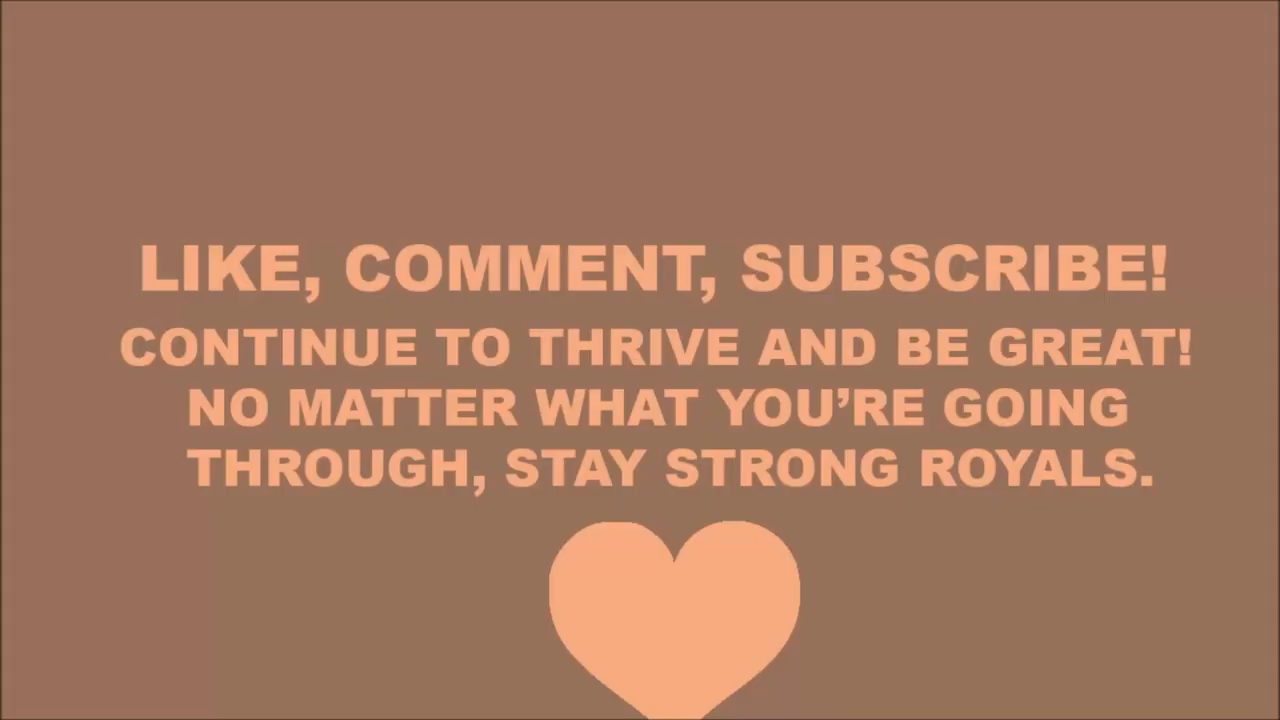 LIKE, COMMENT, SUBSCRIBE!
CONTINUE TO THRIVE AND BE GREAT!
NO MATTER WHAT YOU’RE GOING
THROUGH, STAY STRONG ROYALS.